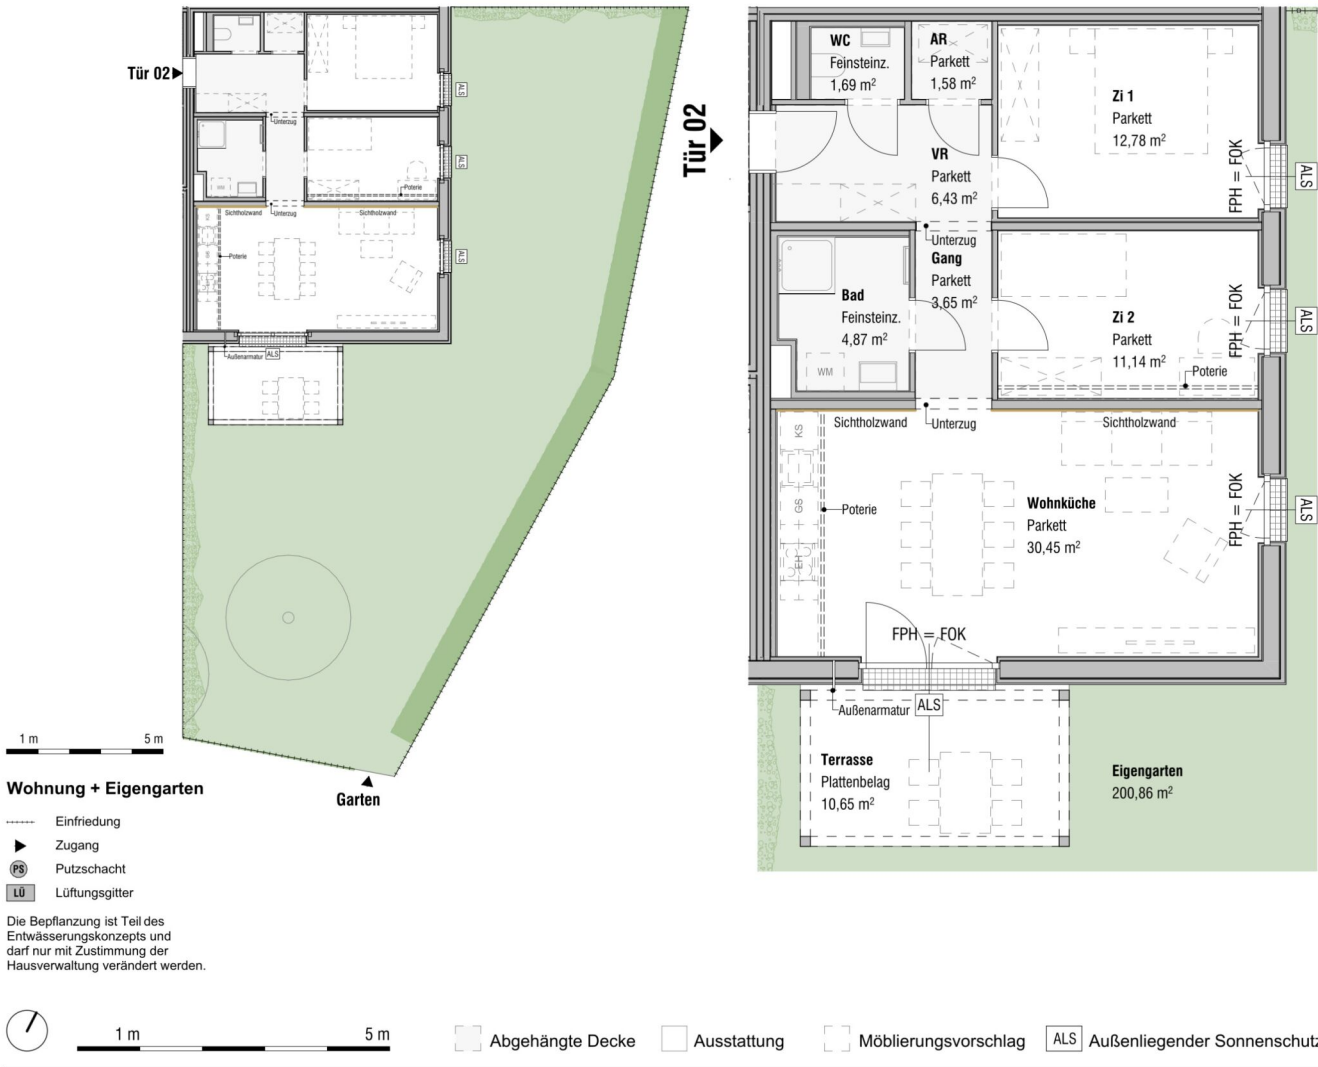 Tür 02
ALS
Unterzug
ALS
WM
Poterie
Sichtholzwand
Unterzug
Sichtholzwand
KS
GS
Poterie
ALS
Außenarmatur
ALS
Garten
1 m
5 m
Wohnung + Eigengarten
Einfriedung
Zugang
PS
Putzschacht
LÜ
Lüftungsgitter
Die Bepflanzung ist Teil des
Entwässerungskonzepts und
darf nur mit Zustimmung der
Hausverwaltung verändert werden.
Tür 02
WC
Feinsteinz.
1,69 m²
AR
Parkett
1,58 m²
Zi 1
Parkett
12,78 m²
FPH = FOK
ALS
VR
Parkett
6,43 m²
Unterzug
Gang
Parkett
3,65 m²
Bad
Feinsteinz.
4,87 m²
WM
Zi 2
Parkett
11,14 m²
FPH = FOK
ALS
Poterie
Sichtholzwand
Unterzug
Sichtholzwand
KS
GS
EH
Poterie
Wohnküche
Parkett
30,45 m²
FPH = FOK
ALS
FPH = FOK
Außenarmatur
ALS
Terrasse
Plattenbelag
10,65 m²
Eigengarten
200,86 m²
1 m
5 m
Abgehängte Decke
Ausstattung
Möblierungsvorschlag
ALS
Außenliegender Sonnenschutz